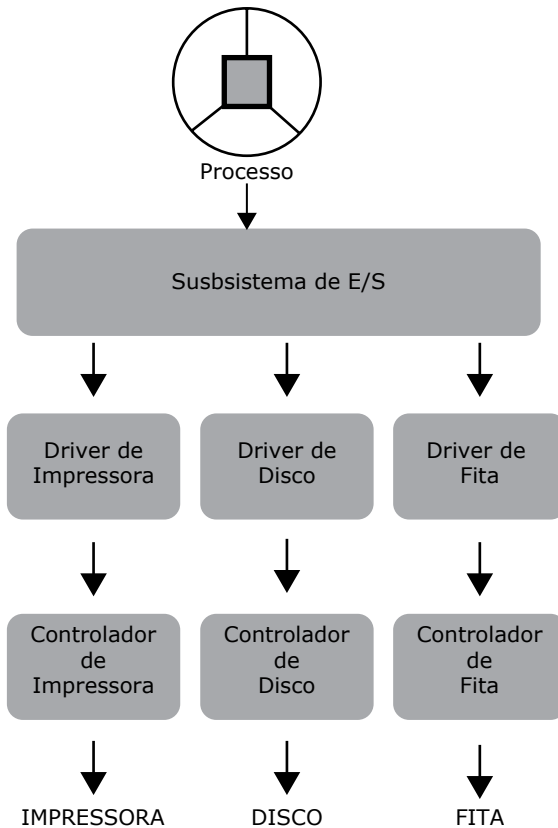 Processo
Susbsistema de E/S
Driver de
Impressora
Driver de
Disco
Driver de
Fita
Controlador
de
Impressora
Controlador
de
Disco
Controlador
de
Fita
IMPRESSORA
DISCO
FITA